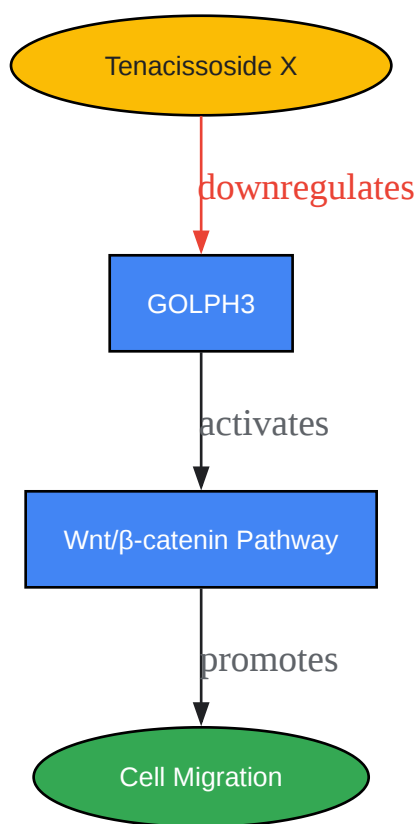 Tenacissoside X
downregulates
GOLPH3
activates
Wnt/β-catenin Pathway
promotes
Cell Migration